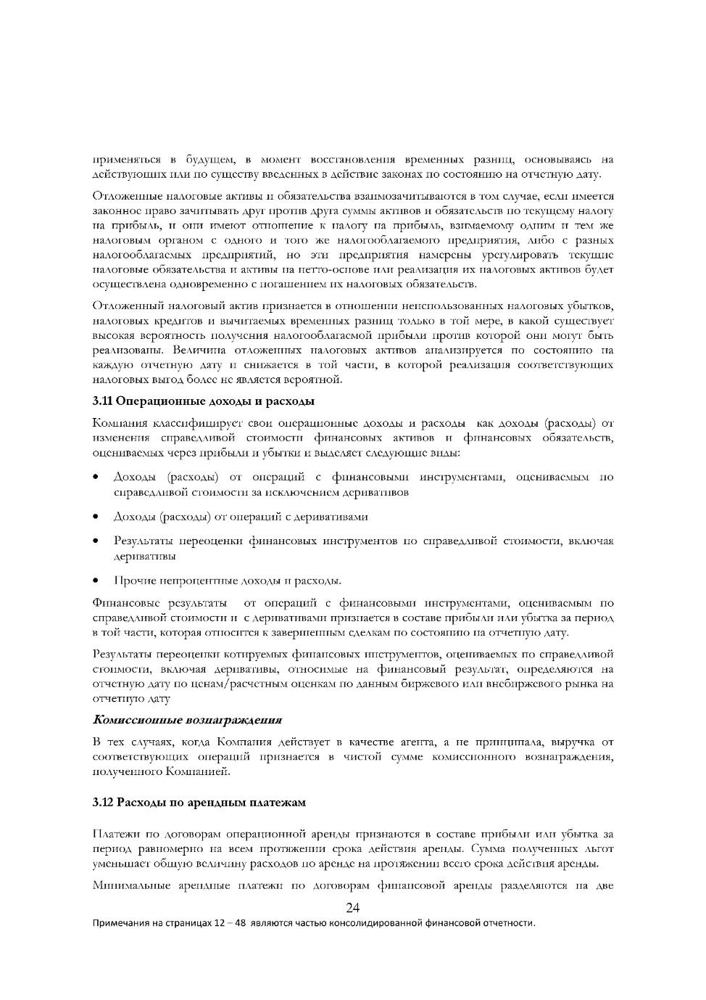 применяться в будущем, в момент восстановления временных разниц, основываясь на
действующих или по существу введенных в действие законах по состоянию на отчетную дату.
Отложенные налоговые активы и обязательства взаимозачитываются в том случае, если имеется
законное право зачитывать друг против друга суммы активов и обязательств по текущему налогу
на прибыль, и они имеют отношение к налогу на прибыль, взимаемому одним и тем же
налоговым органом с одного и того же налогооблагаемого предприятия, либо с разных
налогооблагаемых предприятий, но эти предприятия намерены урегулировать текущие
налоговые обязательства и активы на нетто-основе или реализация их налоговых активов будет
осуществлена одновременно с погашением их налоговых обязательств.
Отложенный налоговый актив признается в отношении неиспользованных налоговых убытков,
налоговых кредитов и вычитаемых временных разниц только в той мере, в какой существует
высокая вероятность получения налогооблагаемой прибыли против которой они могут быть
реализованы. Величина отложенных налоговых активов анализируется по состоянию на
каждую отчетную дату и снижается в той части, в которой реализация соответствующих
налоговых выгод более не является вероятной.
3.11 Операционные доходы и расходы
Компания классифицирует свои операционные доходы и расходы как доходы (расходы) от
изменения справедливой стоимости финансовых активов и финансовых обязательств,
оцениваемых через прибыли и убытки и выделяет следующие виды:
• Доходы (расходы) от операций с финансовыми инструментами, оцениваемым по
справедливой стоимости за исключением деривативов
• Доходы (расходы) от операций с деривативами
• Результаты переоценки финансовых инструментов по справедливой стоимости, включая
деривативы
• Прочие непроцентные доходы и расходы.
Финансовые результаты от операций с финансовыми инструментами, оцениваемым по
справедливой стоимости и с деривативами признается в составе прибыли или убытка за период
в той части, которая относится к завершенным сделкам по состоянию на отчетную дату.
Результаты переоценки котируемых финансовых инструментов, оцениваемых по справедливой
стоимости, включая деривативы, относимые на финансовый результат, определяются на
отчетную дату по ценам/расчетным оценкам по данным биржевого или внебиржевого рынка на
отчетную дату
Комиссионные вознаграждения
В тех случаях, когда Компания действует в качестве агента, а не принципала, выручка от
соответствующих операций признается в чистой сумме комиссионного вознаграждения,
полученного Компанией.
3.12 Расходы по арендным платежам
Платежи по договорам операционной аренды признаются в составе прибыли или убытка за
период равномерно на всем протяжении срока действия аренды. Сумма полученных льгот
уменьшает общую величину расходов по аренде на протяжении всего срока действия аренды.
Минимальные арендные платежи по договорам финансовой аренды разделяются на две
24
Примечания на страницах 12 – 48 являются частью консолидированной финансовой отчетности.